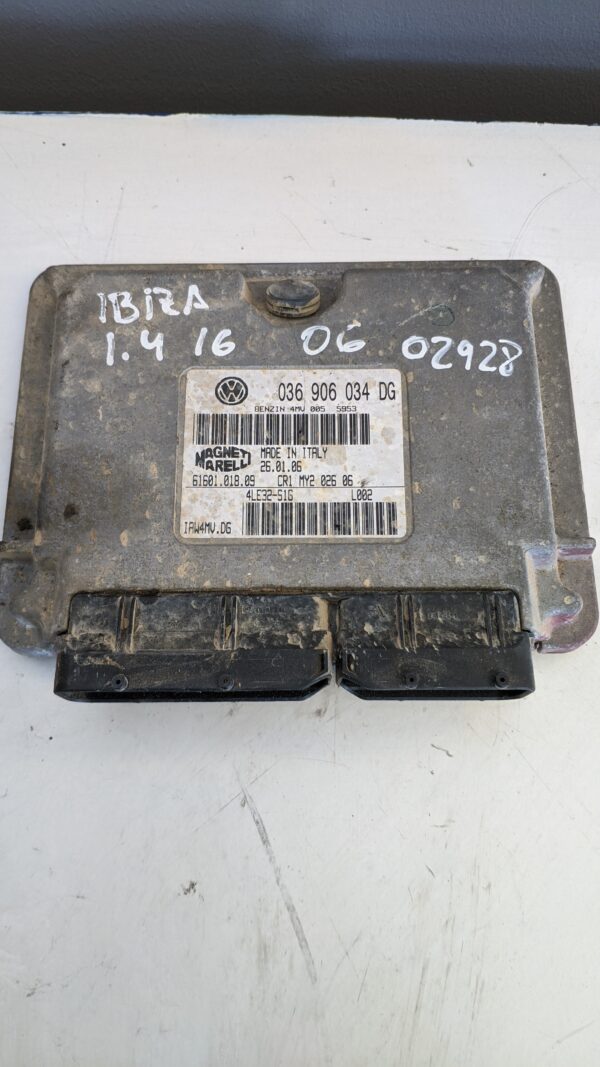 IBIZA
1.4 16 06 02928
036 906 034 DG
BENZIN 4MV 005 5953
MAGNETI MARELLI
MADE IN ITALY
26.01.06
61601.018.09 CR1 MY2 026 06
4LE32-SIG L002
IAW4MV.DG